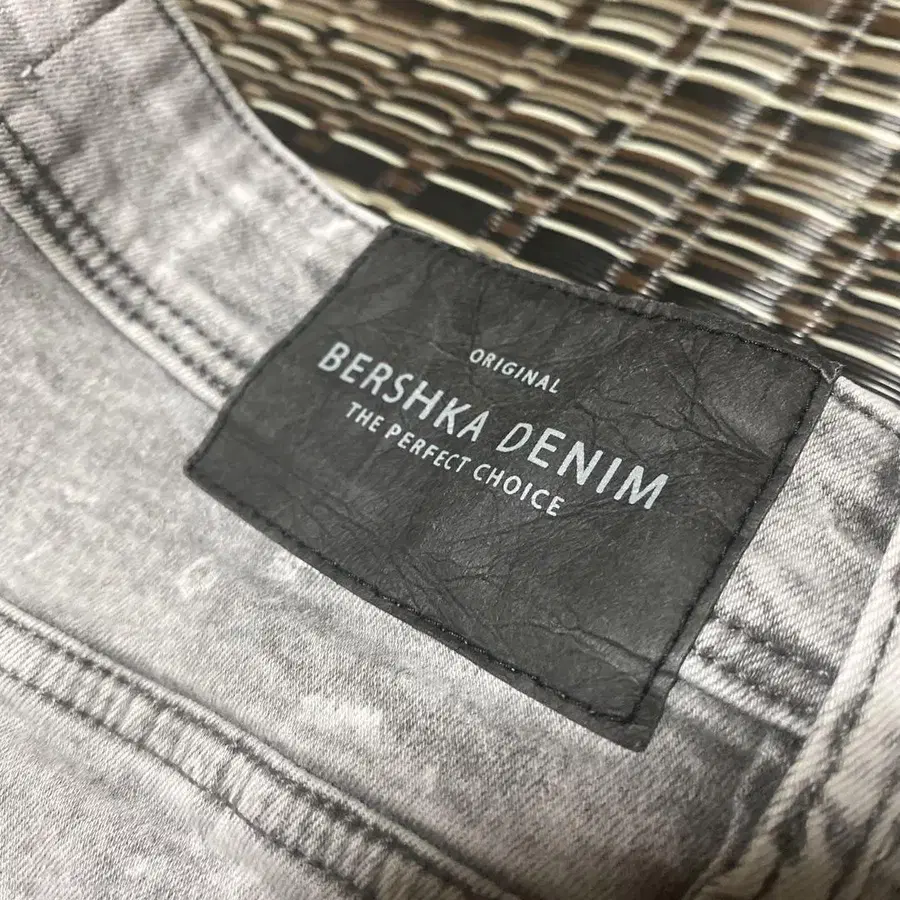 ORIGINAL
BERSHKA DENIM
THE PERFECT CHOICE